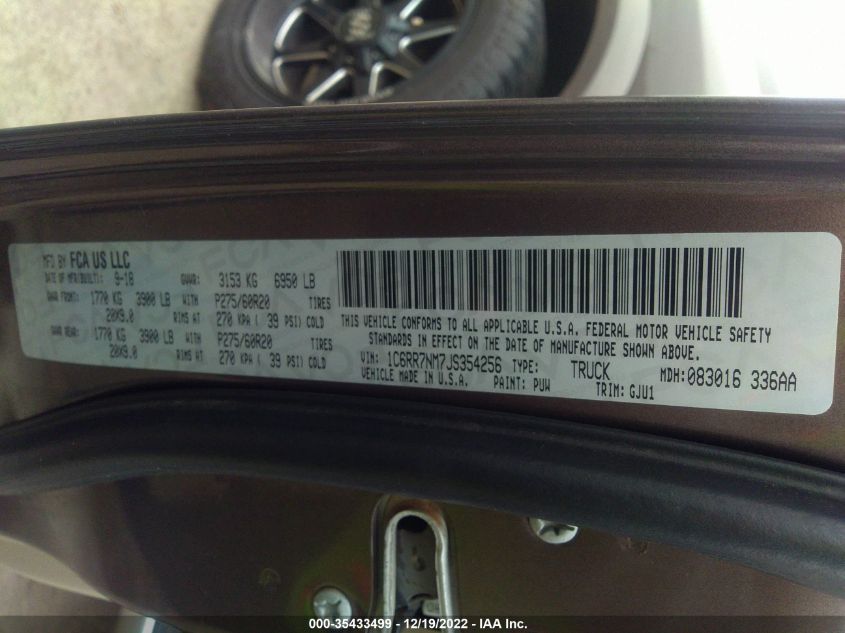 MFD BY FCA US LLC
DATE OF MFR(BUILT): 9-18 GVWR: 3153 KG 6950 LB
GAWR FRONT: 1770 KG 3900 LB WITH P275/60R20 TIRES
20X9.0 RIMS AT 270 KPA ( 39 PSI) COLD
GAWR REAR: 1770 KG 3900 LB WITH P275/60R20 TIRES
20X9.0 RIMS AT 270 KPA ( 39 PSI) COLD
THIS VEHICLE CONFORMS TO ALL APPLICABLE U.S.A. FEDERAL MOTOR VEHICLE SAFETY
STANDARDS IN EFFECT ON THE DATE OF MANUFACTURE SHOWN ABOVE.
VIN: 1C6RR7NM7JS354256 TYPE: TRUCK MDH: 083016 336AA
VEHICLE MADE IN U.S.A. PAINT: PUW TRIM: GJU1
000-35433499 - 12/19/2022 - IAA Inc.